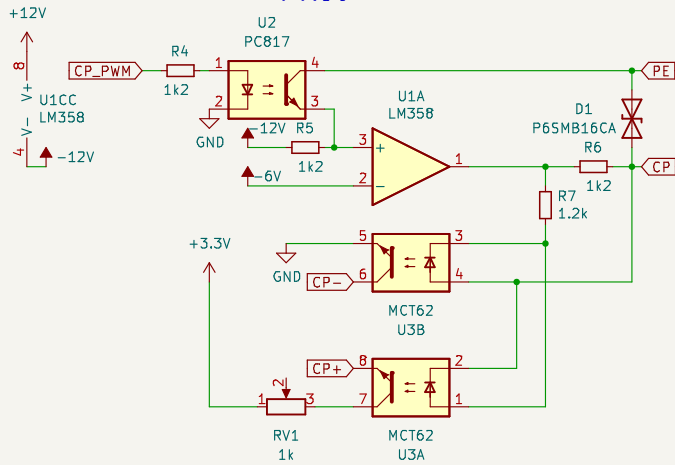 +12V
8
V+
U1CC
LM358
V-
4
-12V
CP_PWM
R4
1k2
U2
PC817
1
2
4
3
GND
-12V
R5
1k2
-6V
U1A
LM358
3
+
2
-
1
PE
D1
P6SMB16CA
R6
1k2
CP
R7
1.2k
+3.3V
GND
5
6
3
4
CP-
MCT62
U3B
CP+
8
7
2
1
1
2
3
RV1
1k
MCT62
U3A